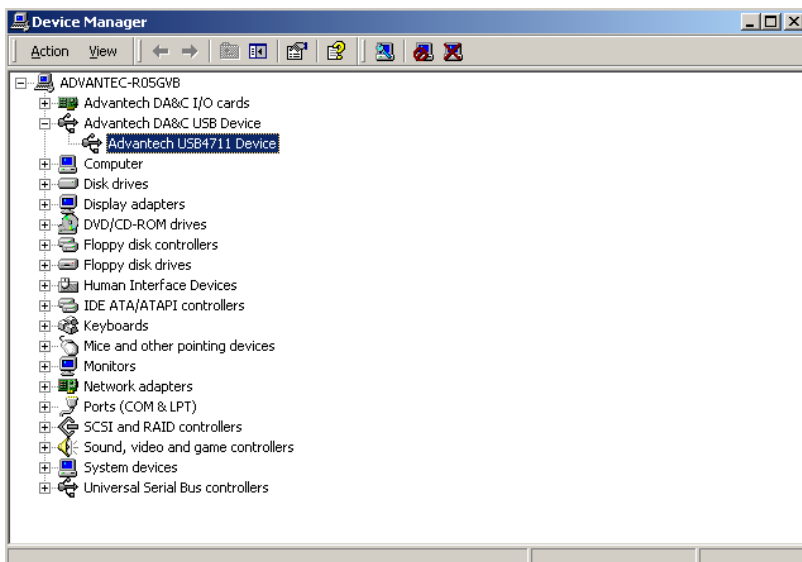 Device Manager
Action View
ADVANTEC-R05GVB
Advantech DA&C I/O cards
Advantech DA&C USB Device
Advantech USB4711 Device
Computer
Disk drives
Display adapters
DVD/CD-ROM drives
Floppy disk controllers
Floppy disk drives
Human Interface Devices
IDE ATA/ATAPI controllers
Keyboards
Mice and other pointing devices
Monitors
Network adapters
Ports (COM & LPT)
SCSI and RAID controllers
Sound, video and game controllers
System devices
Universal Serial Bus controllers